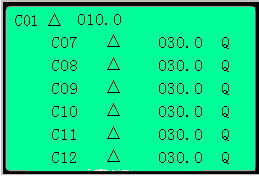 C01 △ 010.0
C07 △ 030.0 Q
C08 △ 030.0 Q
C09 △ 030.0 Q
C10 △ 030.0 Q
C11 △ 030.0 Q
C12 △ 030.0 Q